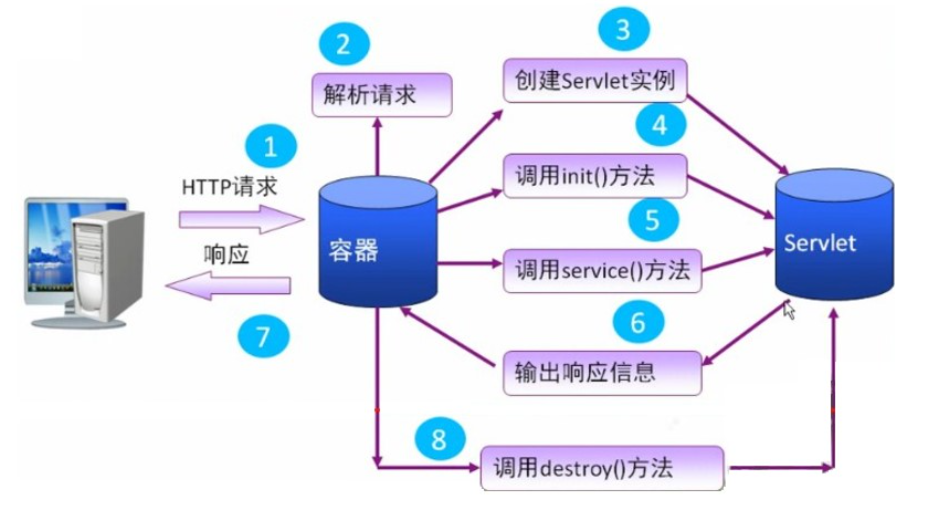 3
2
创建Servlet实例
解析请求
4
1
调用init()方法
HTTP请求
5
容器
Servlet
响应
调用service()方法
6
7
输出响应信息
8
调用destroy()方法